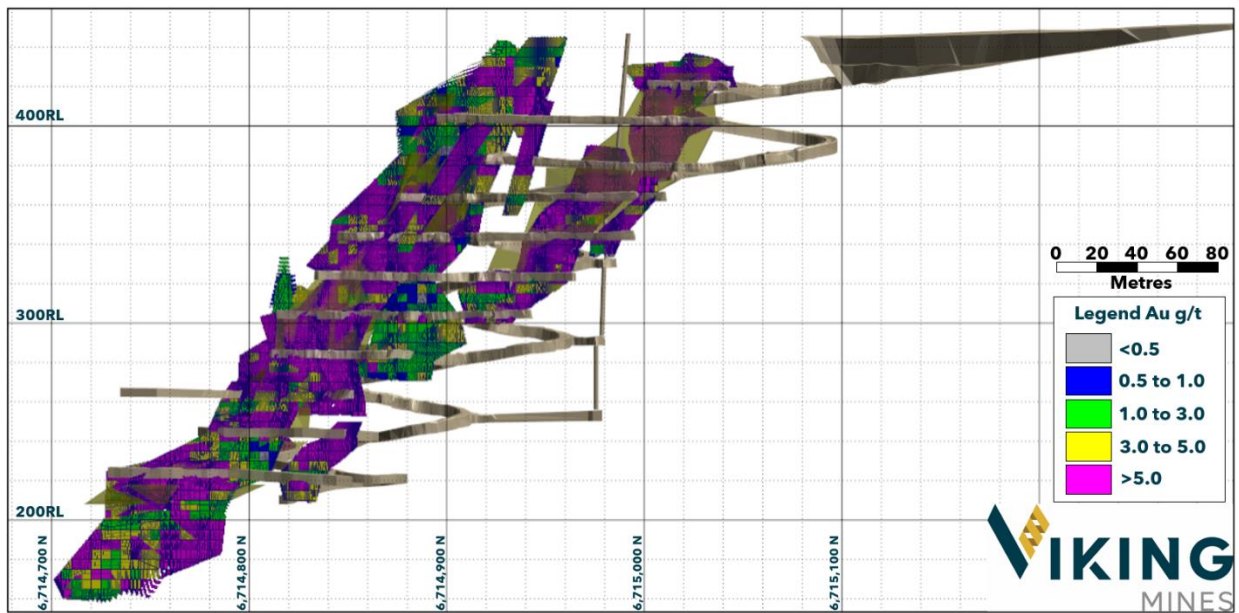 400RL
300RL
200RL
6,714,700 N
6,714,800 N
6,714,900 N
6,715,000 N
6,715,100 N
0 20 40 60 80
Metres
Legend Au g/t
<0.5
0.5 to 1.0
1.0 to 3.0
3.0 to 5.0
>5.0
VIKING
MINES